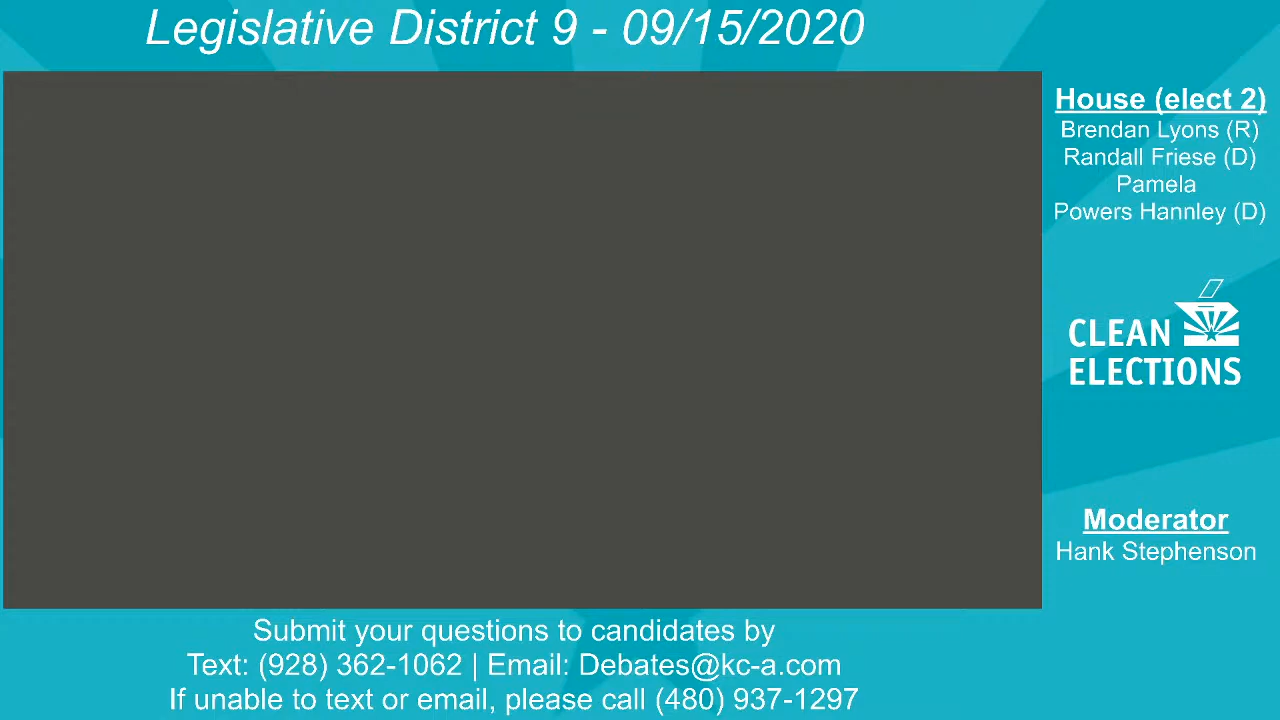 Legislative District 9 - 09/15/2020
House (elect 2)
Brendan Lyons (R)
Randall Friese (D)
Pamela
Powers Hannley (D)
CLEAN
ELECTIONS
Moderator
Hank Stephenson
Submit your questions to candidates by
Text: (928) 362-1062 | Email: Debates@kc-a.com
If unable to text or email, please call (480) 937-1297